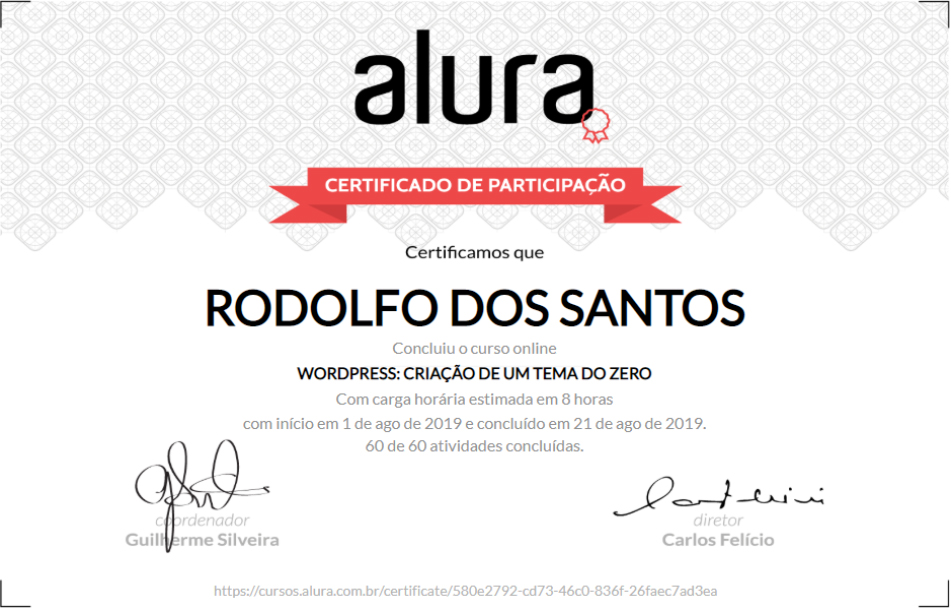 alura
CERTIFICADO DE PARTICIPAÇÃO
Certificamos que
RODOLFO DOS SANTOS
Concluiu o curso online
WORDPRESS: CRIAÇÃO DE UM TEMA DO ZERO
Com carga horária estimada em 8 horas
com início em 1 de ago de 2019 e concluído em 21 de ago de 2019.
60 de 60 atividades concluídas.
coordenador
Guilherme Silveira
diretor
Carlos Felício
https://cursos.alura.com.br/certificate/580e2792-cd73-46c0-836f-26faec7ad3ea